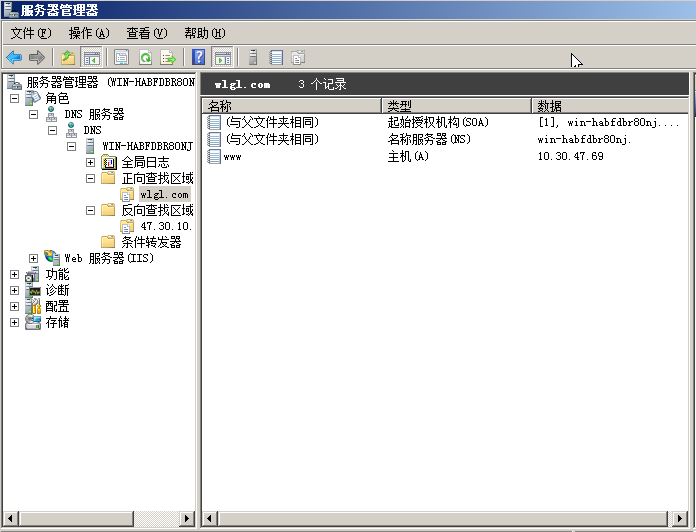 服务器管理器
文件(F) 操作(A) 查看(V) 帮助(H)
服务器管理器 (WIN-HABFDBR8ON
角色
DNS 服务器
DNS
WIN-HABFDBR8ONJ
全局日志
正向查找区域
wlgl.com
反向查找区域
47.30.10.
条件转发器
Web 服务器(IIS)
功能
诊断
配置
存储
wlgl.com 3 个记录
名称 类型 数据
(与父文件夹相同) 起始授权机构(SOA) [1], win-habfdbr8onj....
(与父文件夹相同) 名称服务器(NS) win-habfdbr8onj.
www 主机(A) 10.30.47.69